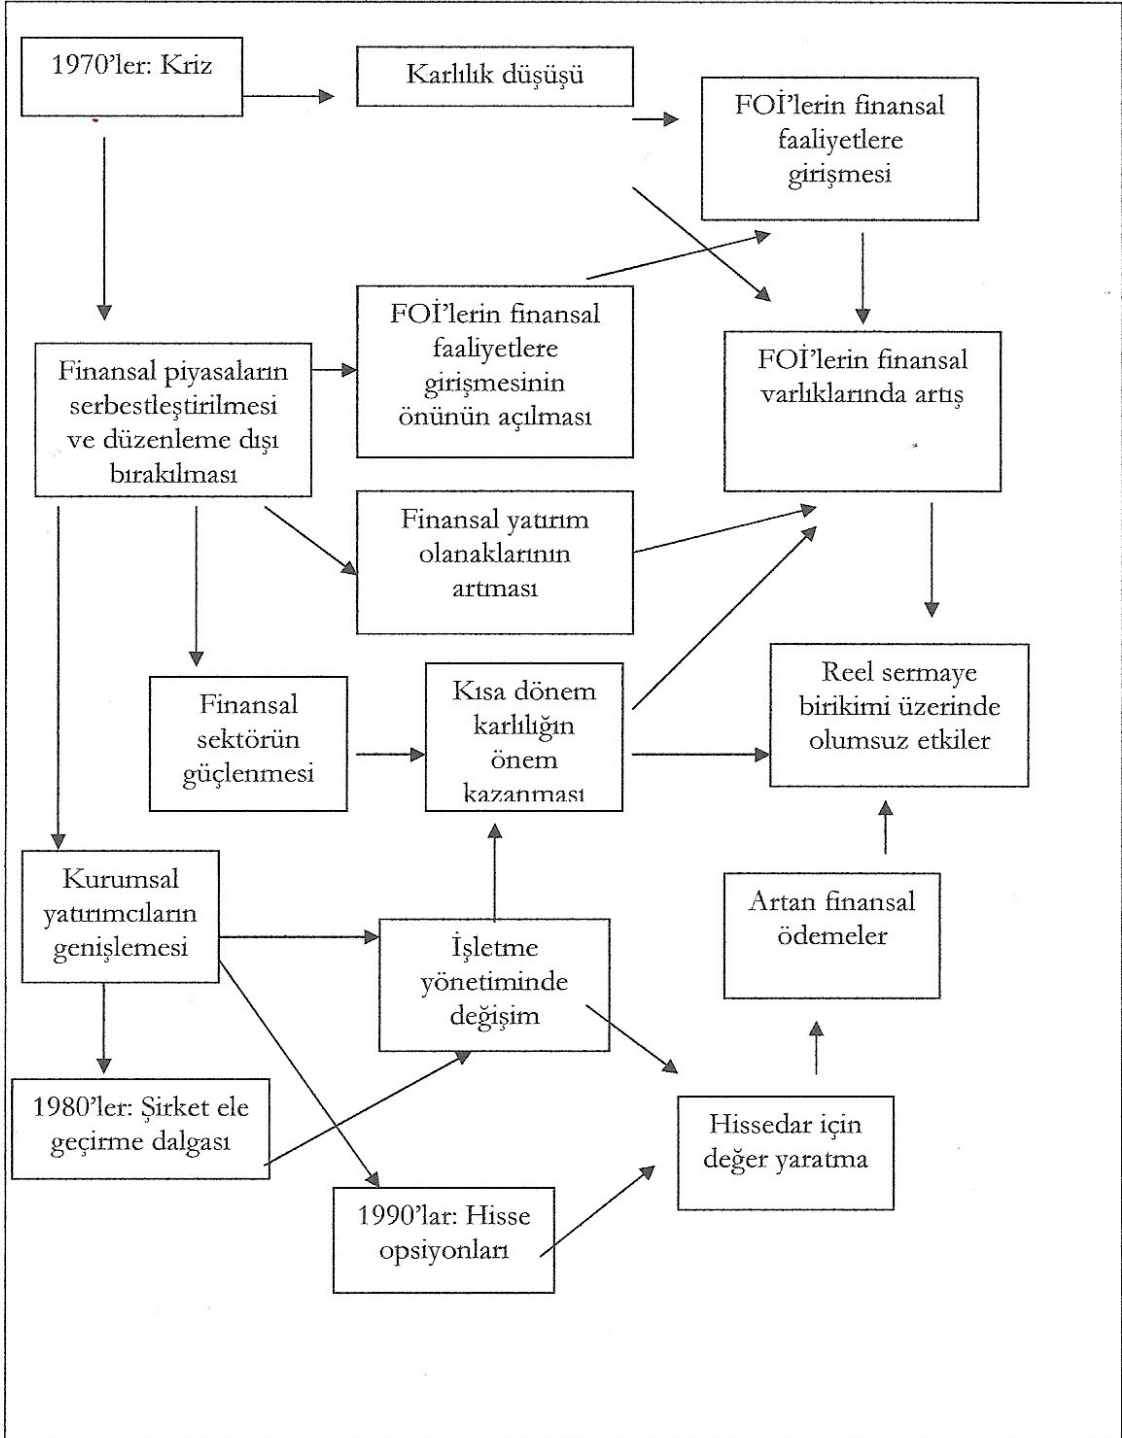 1970’ler: Kriz
Karlılık düşüşü
FOİ’lerin finansal
faaliyetlere
girişmesi
FOİ’lerin finansal
faaliyetlere
girişmesinin
önünün açılması
Finansal piyasaların
serbestleştirilmesi
ve düzenleme dışı
bırakılması
FOİ’lerin finansal
varlıklarında artış
Finansal yatırım
olanaklarının
artması
Finansal
sektörün
güçlenmesi
Kısa dönem
karlılığın
önem
kazanması
Reel sermaye
birikimi üzerinde
olumsuz etkiler
Kurumsal
yatırımcıların
genişlemesi
İşletme
yönetiminde
değişim
Artan finansal
ödemeler
1980’ler: Şirket ele
geçirme dalgası
Hissedar için
değer yaratma
1990’lar: Hisse
opsiyonları